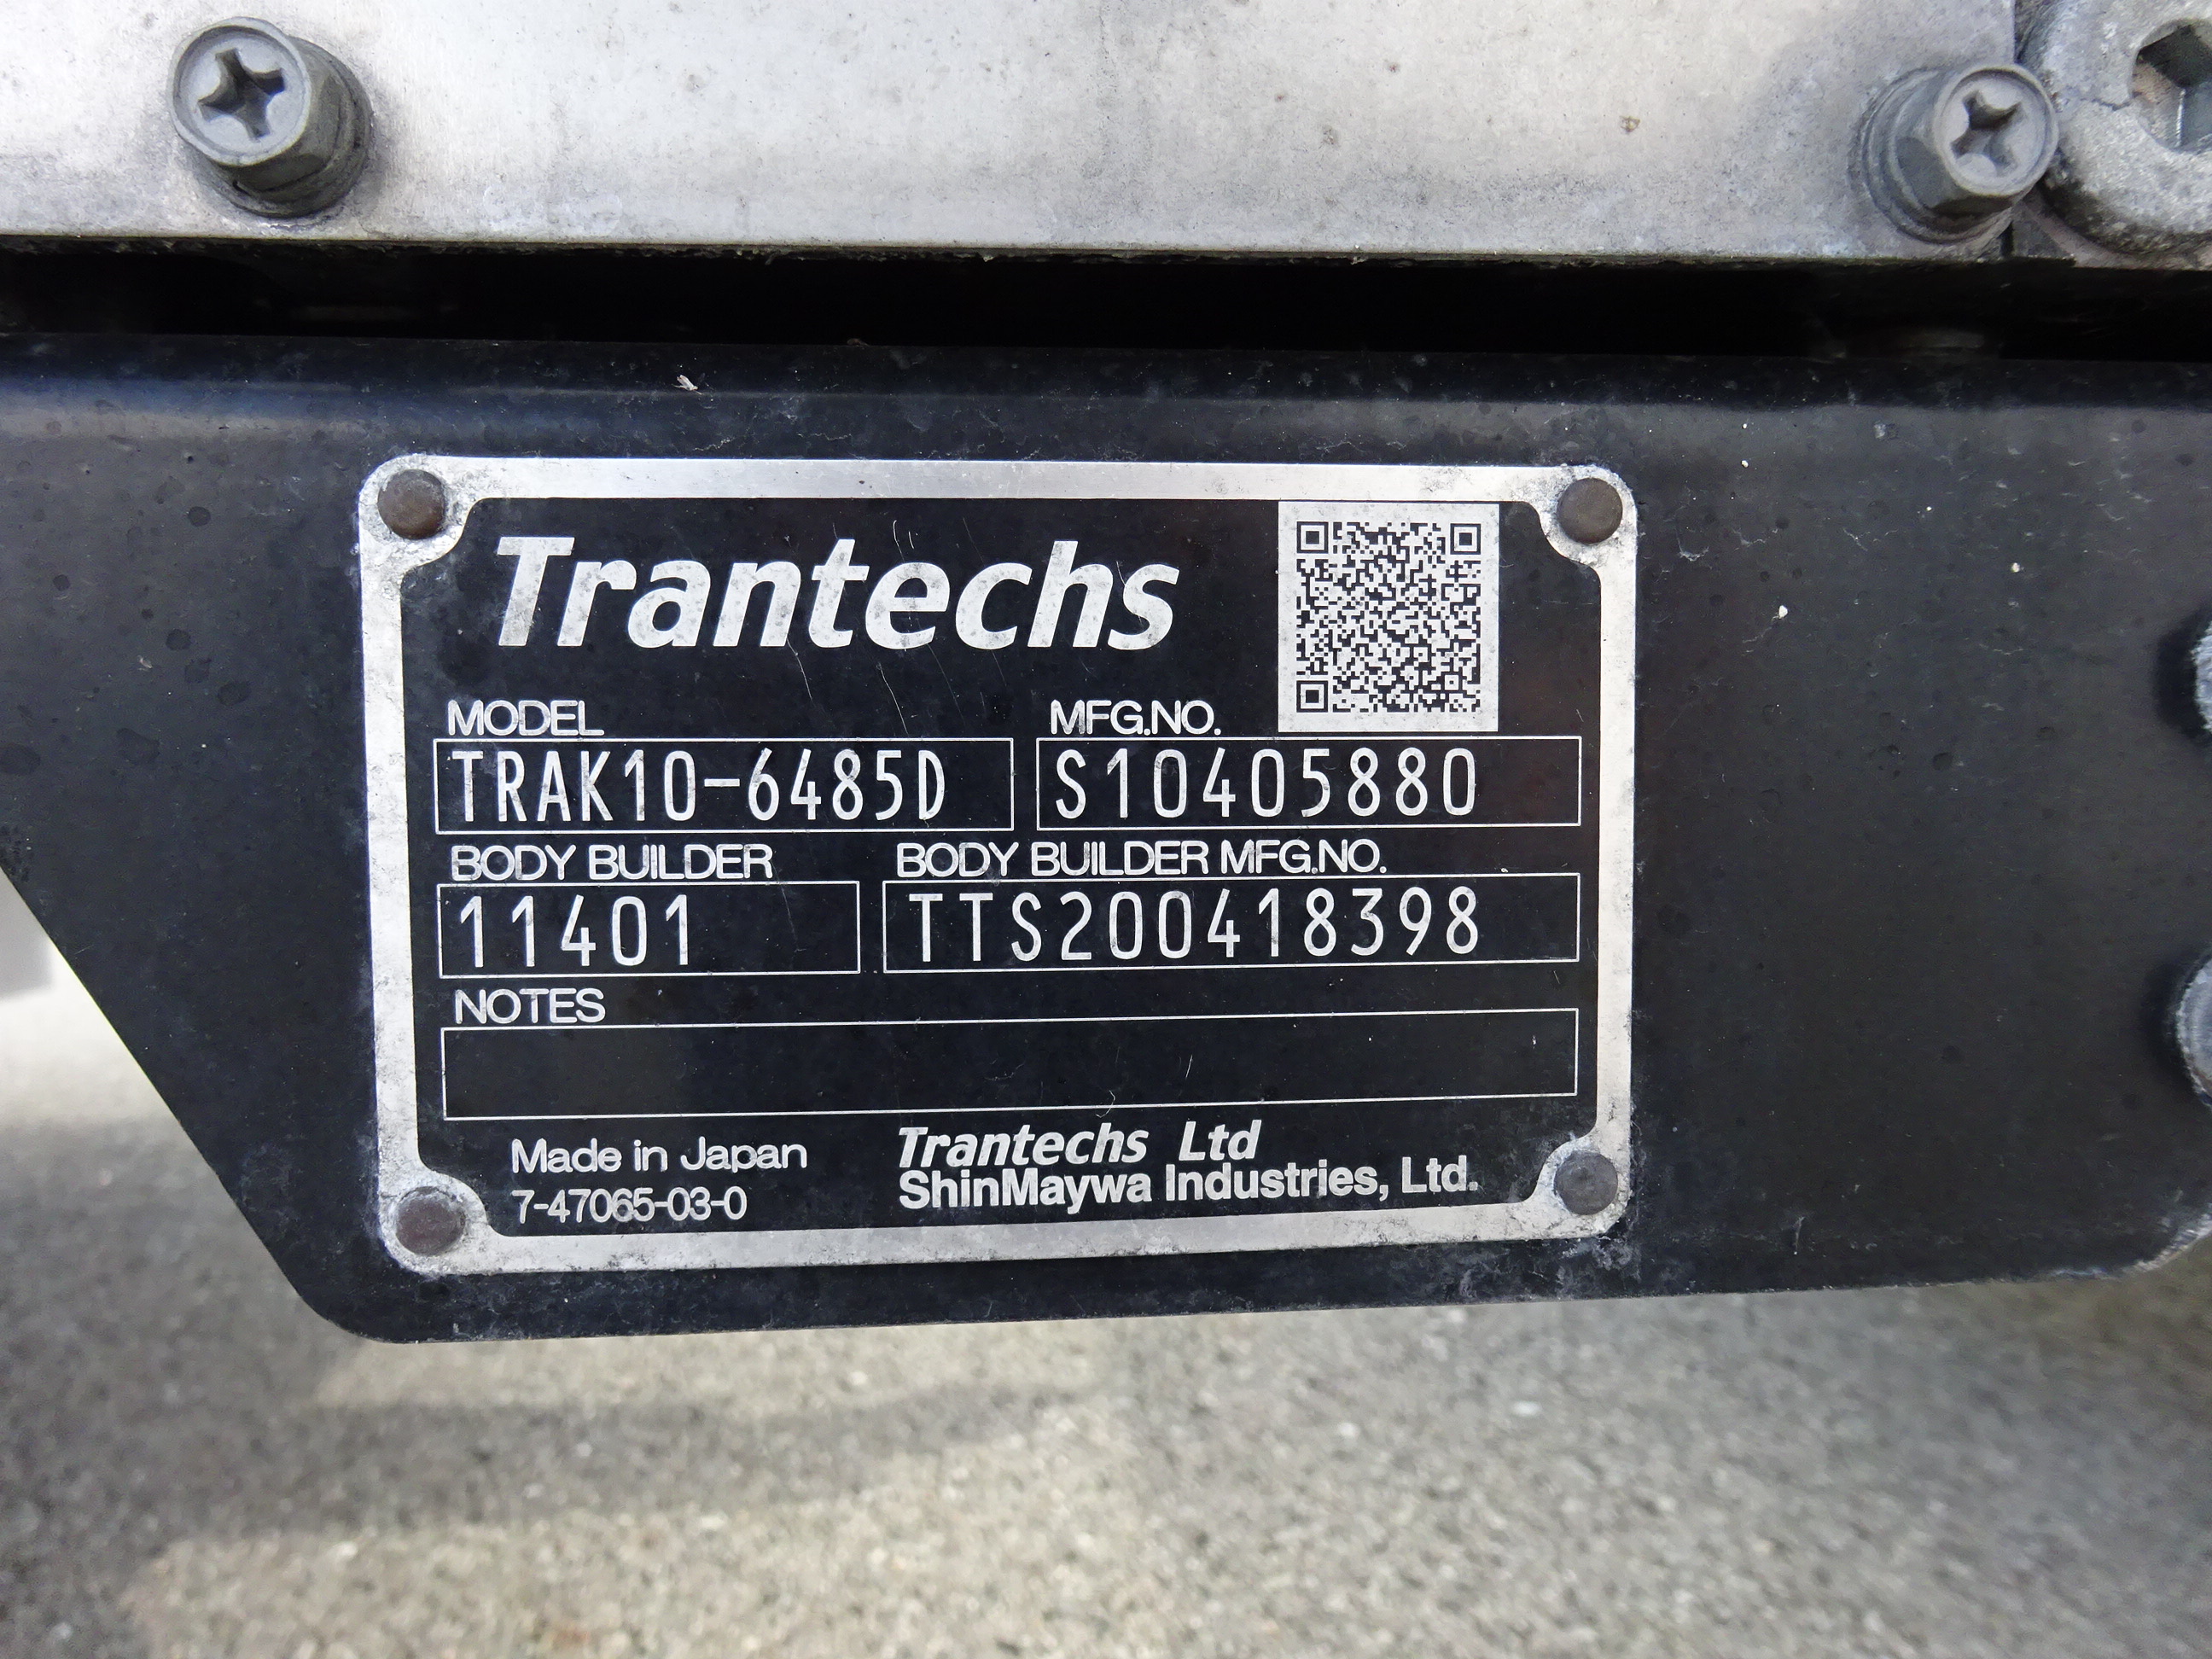 Trantechs
MODEL
MFG.NO.
TRAK10-6485D
S10405880
BODY BUILDER
BODY BUILDER MFG.NO.
11401
TTS200418398
NOTES
Made in Japan
7-47065-03-0
Trantechs Ltd
ShinMaywa Industries, Ltd.